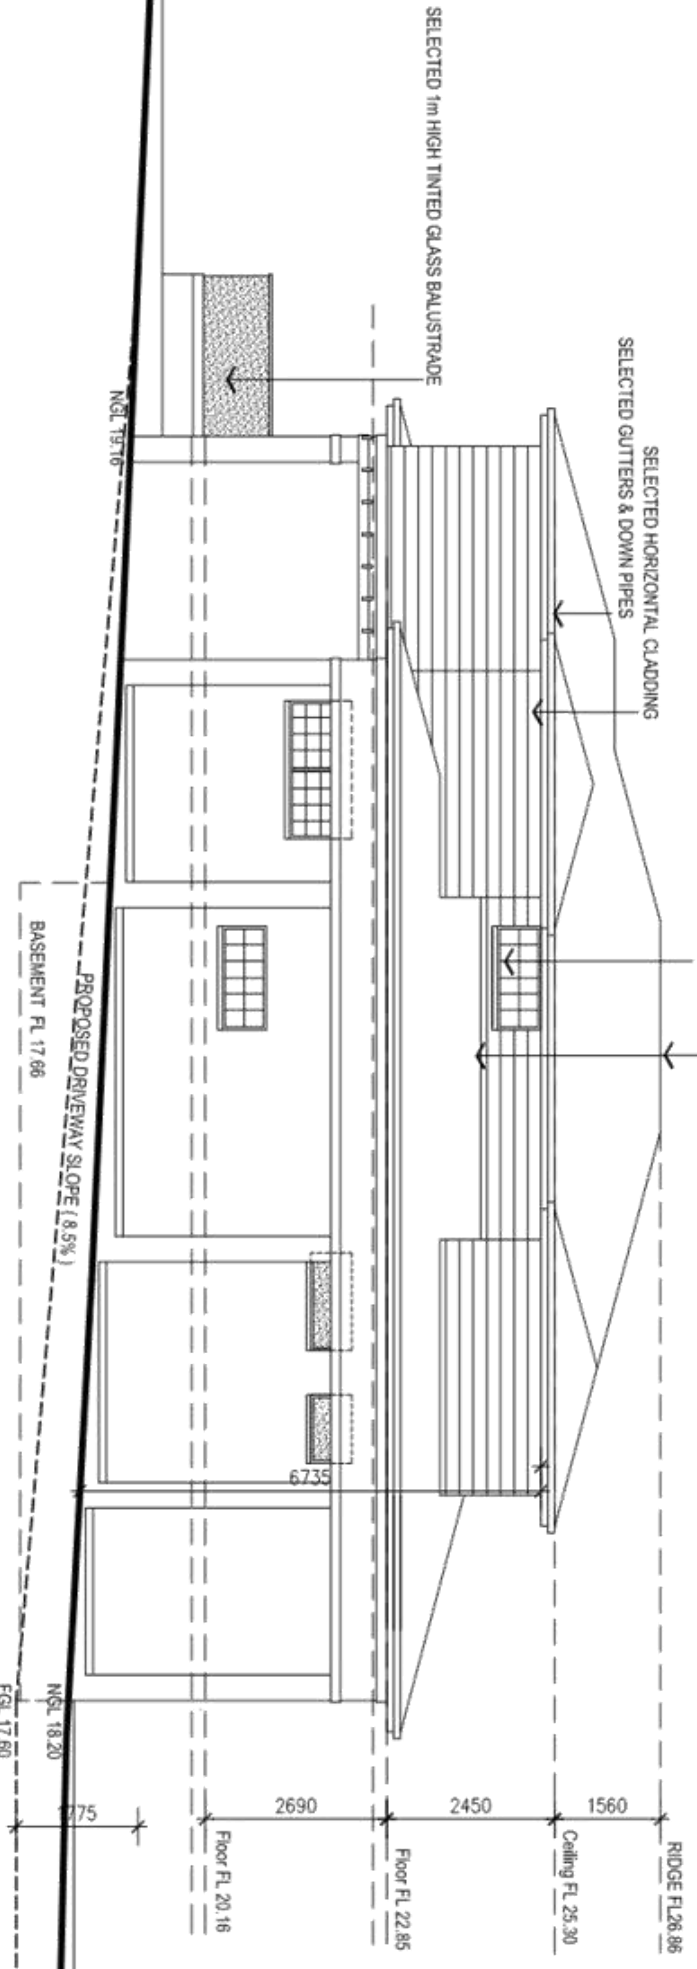 SELECTED 1m HIGH TINTED GLASS BALUSTRADE
SELECTED HORIZONTAL CLADDING
SELECTED GUTTERS & DOWN PIPES
RIDGE FL26.86
1560
Ceiling FL 25.30
2450
Floor FL 22.85
2690
Floor FL 20.16
6735
NGL 19.16
NGL 18.20
PROPOSED DRIVEWAY SLOPE ( 8.5% )
BASEMENT FL 17.66
FGL 17.60